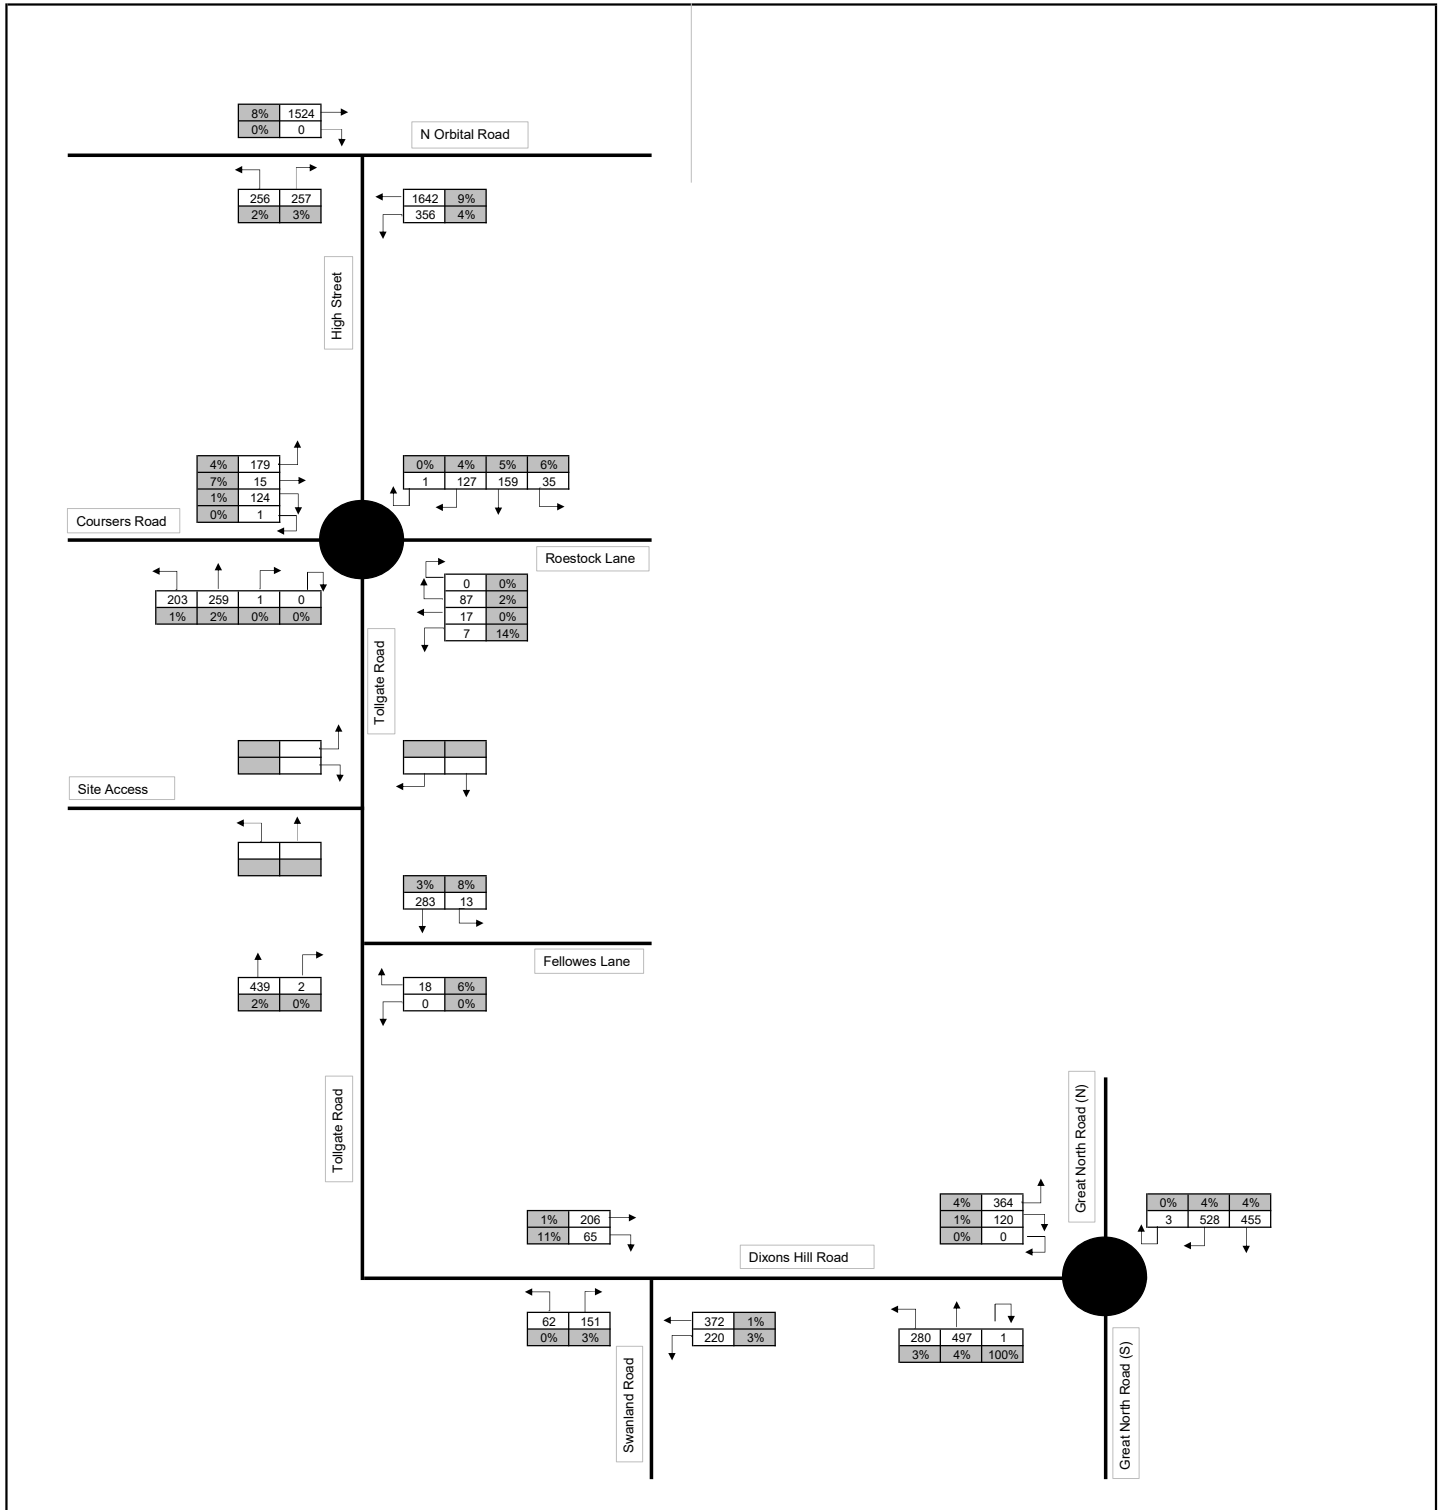 8% 1524
0% 0
N Orbital Road
256 257
2% 3%
1642 9%
356 4%
High Street
4% 179
7% 15
1% 124
0% 1
0% 4% 5% 6%
1 127 159 35
Coursers Road
Roestock Lane
203 259 1 0
1% 2% 0% 0%
0 0%
87 2%
17 0%
7 14%
Tollgate Road
Site Access
3% 8%
283 13
Fellowes Lane
439 2
2% 0%
18 6%
0 0%
Tollgate Road
Great North Road (N)
4% 364
1% 120
0% 0
0% 4% 4%
3 528 455
1% 206
11% 65
Dixons Hill Road
62 151
0% 3%
372 1%
220 3%
280 497 1
3% 4% 100%
Swanland Road
Great North Road (S)